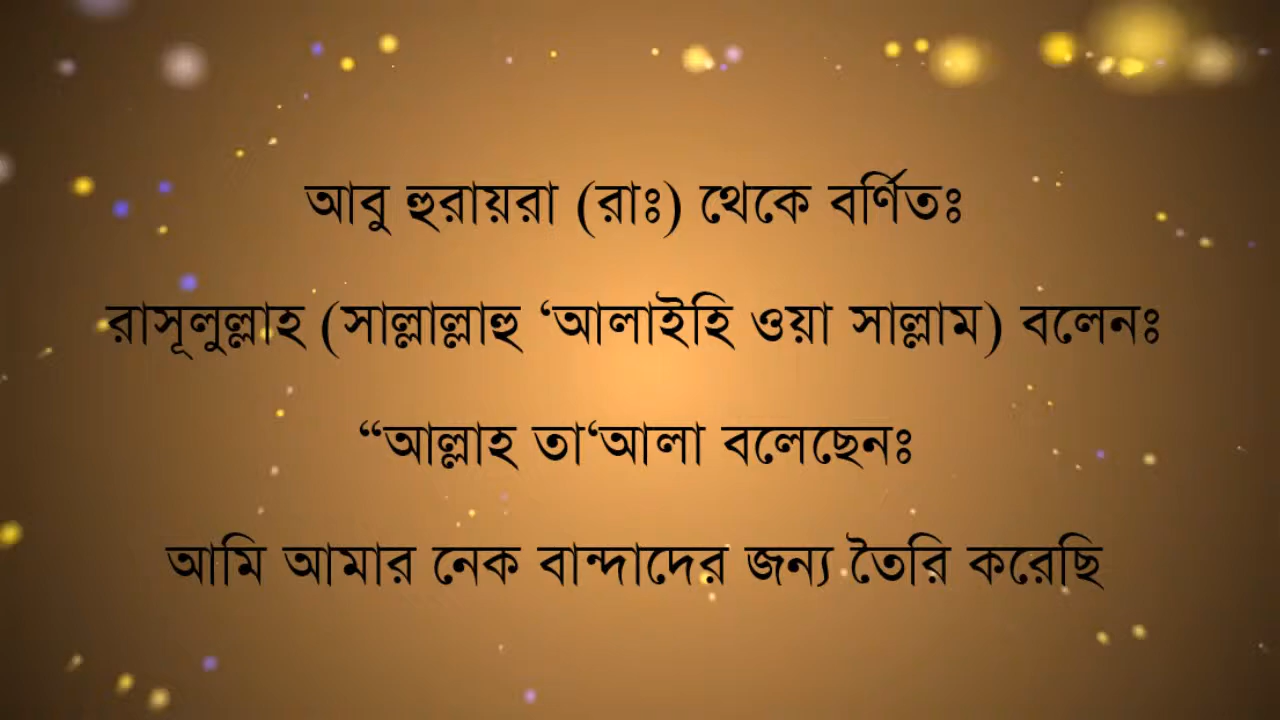 আবু হুরায়রা (রাঃ) থেকে বর্ণিতঃ
রাসূলুল্লাহ (সাল্লাল্লাহু ‘আলাইহি ওয়া সাল্লাম) বলেনঃ
“আল্লাহ তা‘আলা বলেছেনঃ
আমি আমার নেক বান্দাদের জন্য তৈরি করেছি